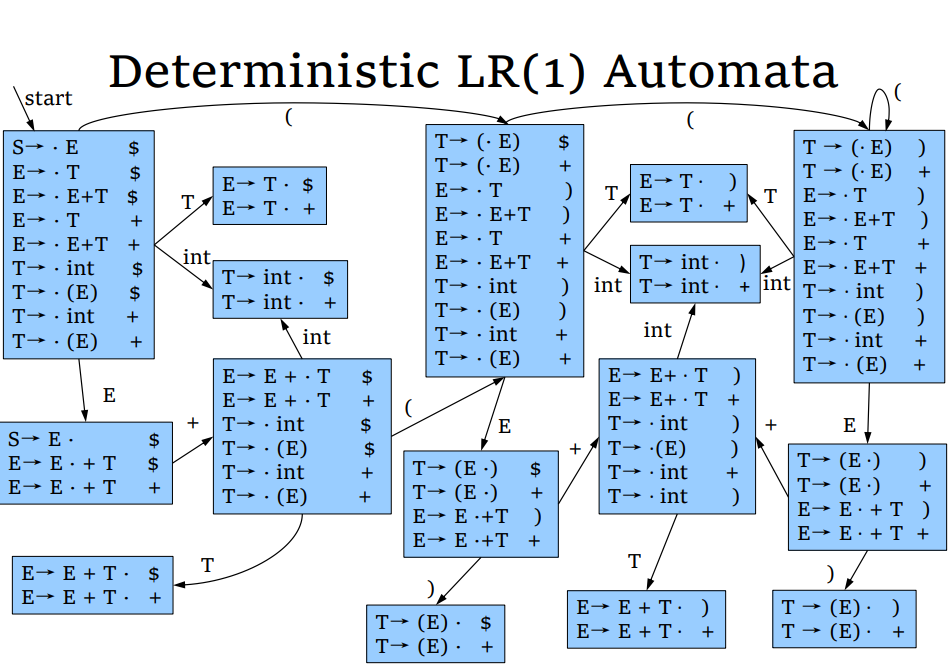 Deterministic LR(1) Automata
start
(
(
(
S→ · E $
E→ · T $
E→ · E+T $
E→ · T +
E→ · E+T +
T→ · int $
T→ · (E) $
T→ · int +
T→ · (E) +
T
E→ T · $
E→ T · +
int
T→ int · $
T→ int · +
T→ (· E) $
T→ (· E) +
E→ · T )
E→ · E+T )
E→ · T +
E→ · E+T +
T→ · int )
T→ · (E) )
T→ · int +
T→ · (E) +
T
E→ T · )
E→ T · +
T
int
T→ int · )
T→ int · +
int
T → (· E) )
T → (· E) +
E→ · T )
E→ · E+T )
E→ · T +
E→ · E+T +
T→ · int )
T→ · (E) )
T→ · int +
T→ · (E) +
int
int
E
E→ E + · T $
E→ E + · T +
T→ · int $
T→ · (E) $
T→ · int +
T→ · (E) +
(
E
E→ E+ · T )
E→ E+ · T +
T→ · int )
T→ ·(E) )
T→ · int +
T→ · int )
E
+
S→ E · $
E→ E · + T $
E→ E · + T +
T→ (E ·) $
T→ (E ·) +
E→ E ·+T )
E→ E ·+T +
+
+
T→ (E ·) )
T→ (E ·) +
E→ E · + T )
E→ E · + T +
T
E→ E + T · $
E→ E + T · +
)
T→ (E) · $
T→ (E) · +
T
E→ E + T · )
E→ E + T · +
)
T → (E) · )
T → (E) · +